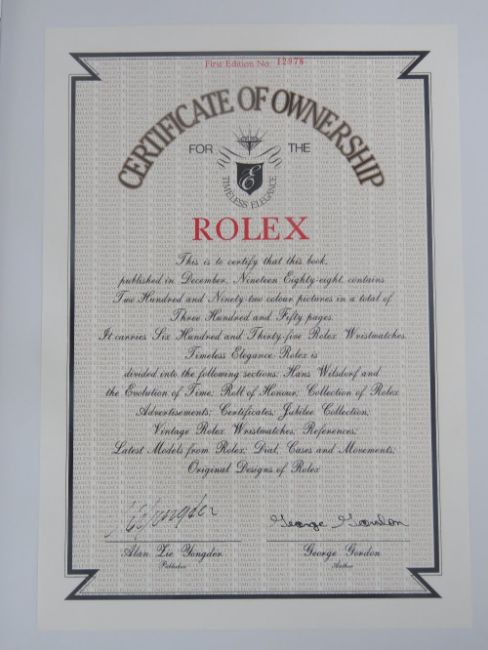 First Edition No. 12978
CERTIFICATE OF OWNERSHIP
FOR THE
E
TIMELESS ELEGANCE
ROLEX
This is to certify that this book,
published in December, Nineteen Eighty-eight, contains
Two Hundred and Ninety-two colour pictures in a total of
Three Hundred and Fifty pages.
It carries Six Hundred and Thirty-five Rolex Wristwatches.
Timeless Elegance-Rolex is
divided into the following sections: Hans Wilsdorf and
the Evolution of Time; Roll of Honour; Collection of Rolex
Advertisements; Certificates; Jubilee Collection;
Vintage Rolex Wristwatches; References;
Latest Models from Rolex; Dial, Cases and Movements;
Original Designs of Rolex
George Gordon
Alan Zie Yongder George Gordon
Publisher Author